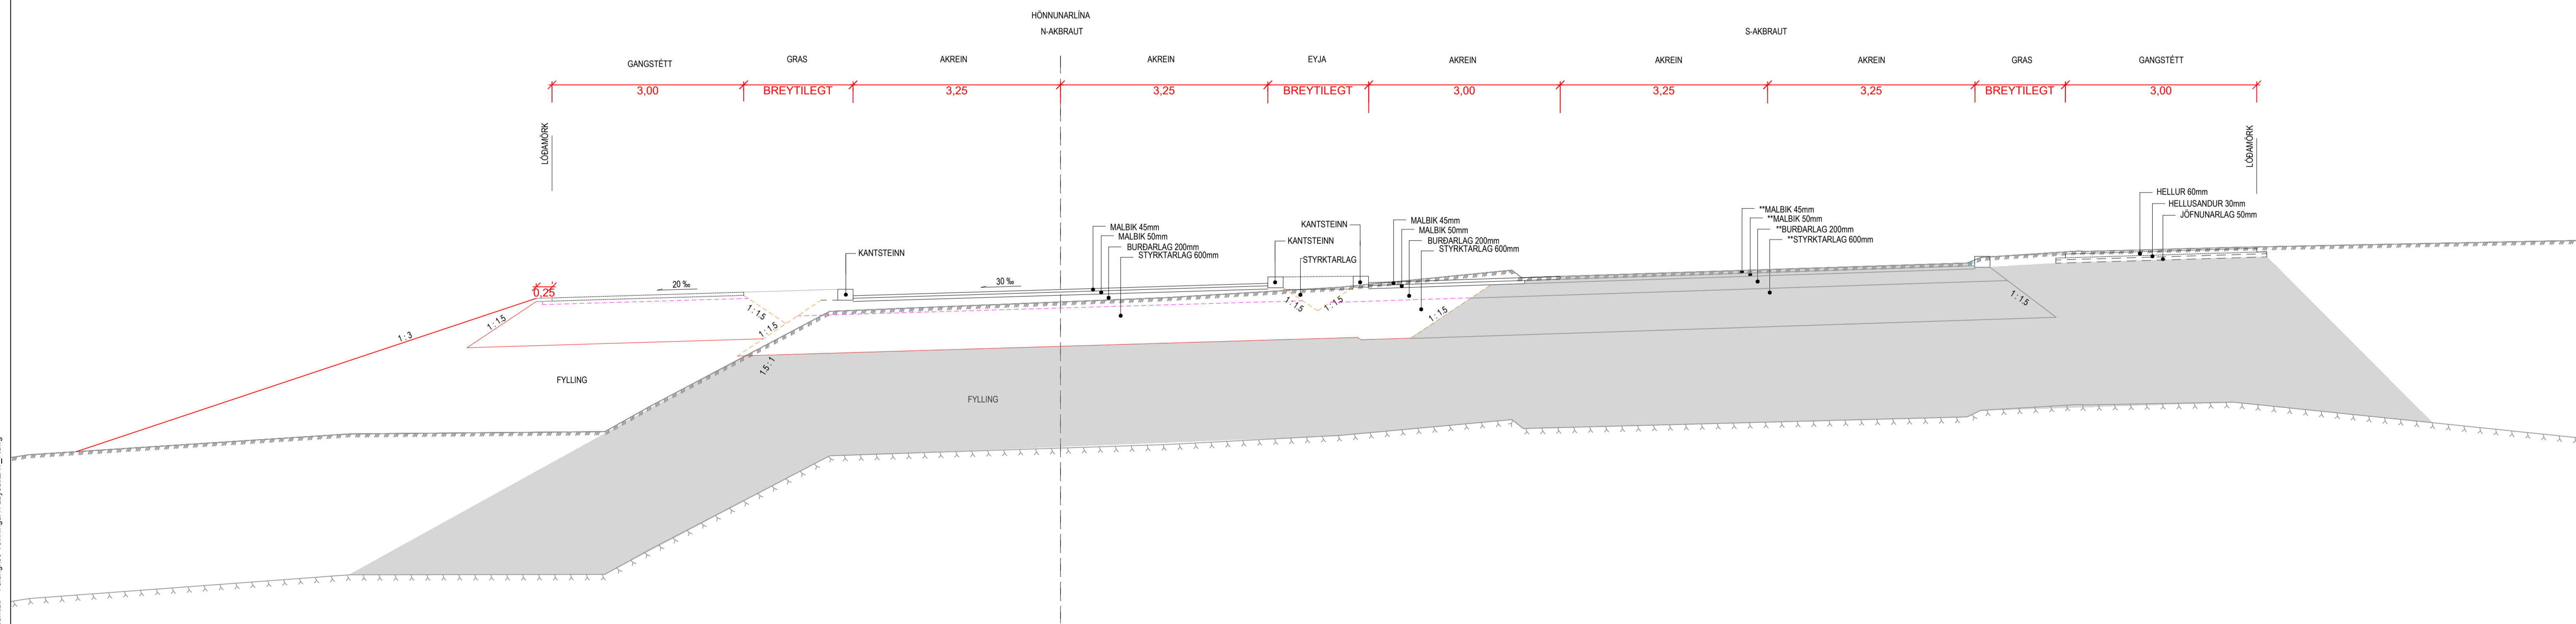 HÖNNUNARLÍNA
N-AKBRAUT
S-AKBRAUT
GANGSTÉTT
GRAS
AKREIN
AKREIN
EYJA
AKREIN
AKREIN
AKREIN
GRAS
GANGSTÉTT
3,00
BREYTILEGT
3,25
3,25
BREYTILEGT
3,00
3,25
3,25
BREYTILEGT
3,00
LÓÐAMÖRK
LÓÐAMÖRK
HELLUR 60mm
HELLUSANDUR 30mm
JÖFNUNARLAG 50mm
**MALBIK 45mm
**MALBIK 50mm
**BURÐARLAG 200mm
**STYRKTARLAG 600mm
MALBIK 45mm
MALBIK 50mm
BURÐARLAG 200mm
STYRKTARLAG 600mm
KANTSTEINN
KANTSTEINN
STYRKTARLAG
MALBIK 45mm
MALBIK 50mm
BURÐARLAG 200mm
STYRKTARLAG 600mm
KANTSTEINN
0,25
20 ‰
30 ‰
1 : 3
1 : 1.5
1 : 1.5
1 : 1.5
1.5 : 1
1 : 1.5
1 : 1.5
1 : 1.5
1 : 1.5
FYLLING
FYLLING